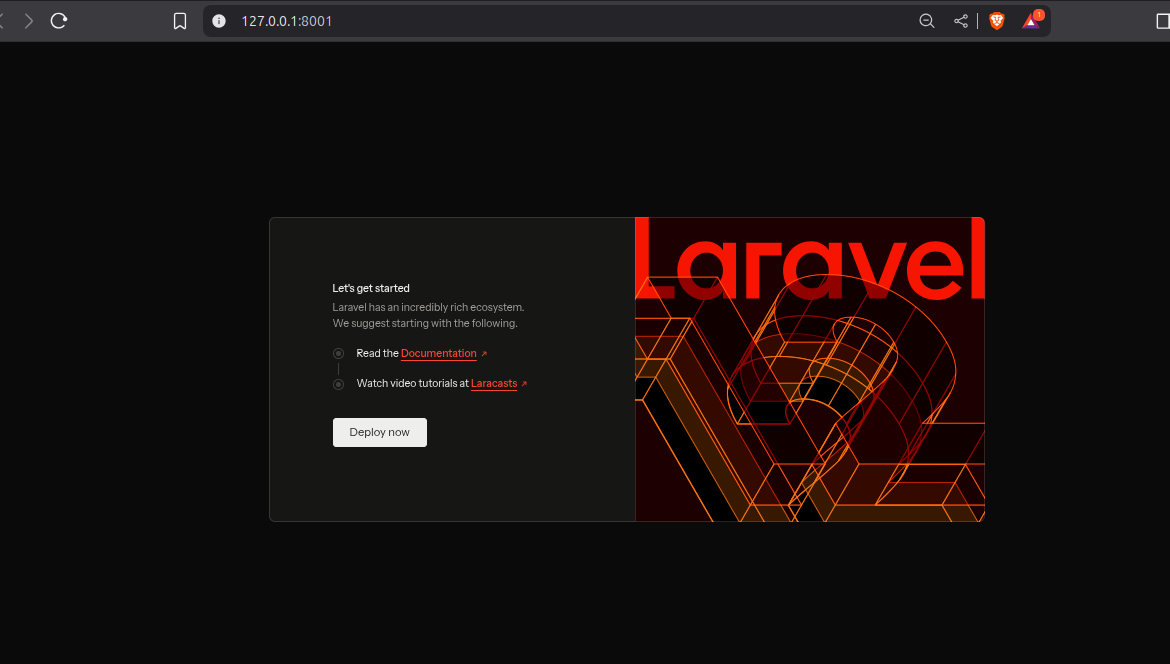 127.0.0.1:8001
1
Laravel
Let's get started
Laravel has an incredibly rich ecosystem.
We suggest starting with the following.
Read the Documentation
Watch video tutorials at Laracasts
Deploy now